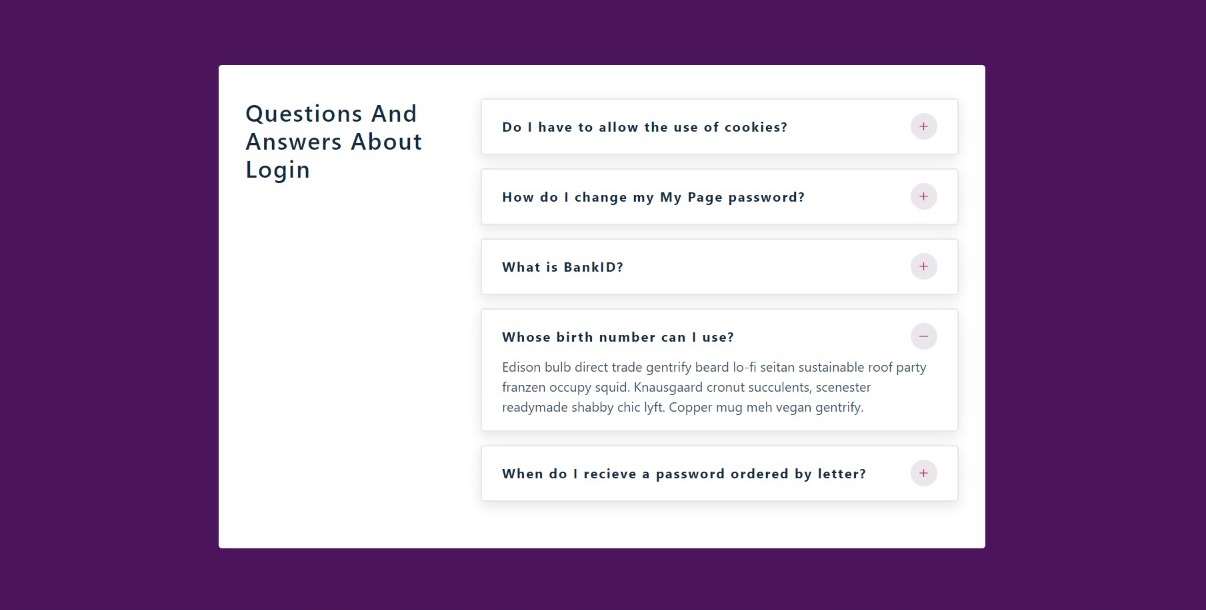 Questions And
Answers About
Login
Do I have to allow the use of cookies?
How do I change my My Page password?
What is BankID?
Whose birth number can I use?
Edison bulb direct trade gentrify beard lo-fi seitan sustainable roof party
franzen occupy squid. Knausgaard cronut succulents, scenester
readymade shabby chic lyft. Copper mug meh vegan gentrify.
When do I recieve a password ordered by letter?